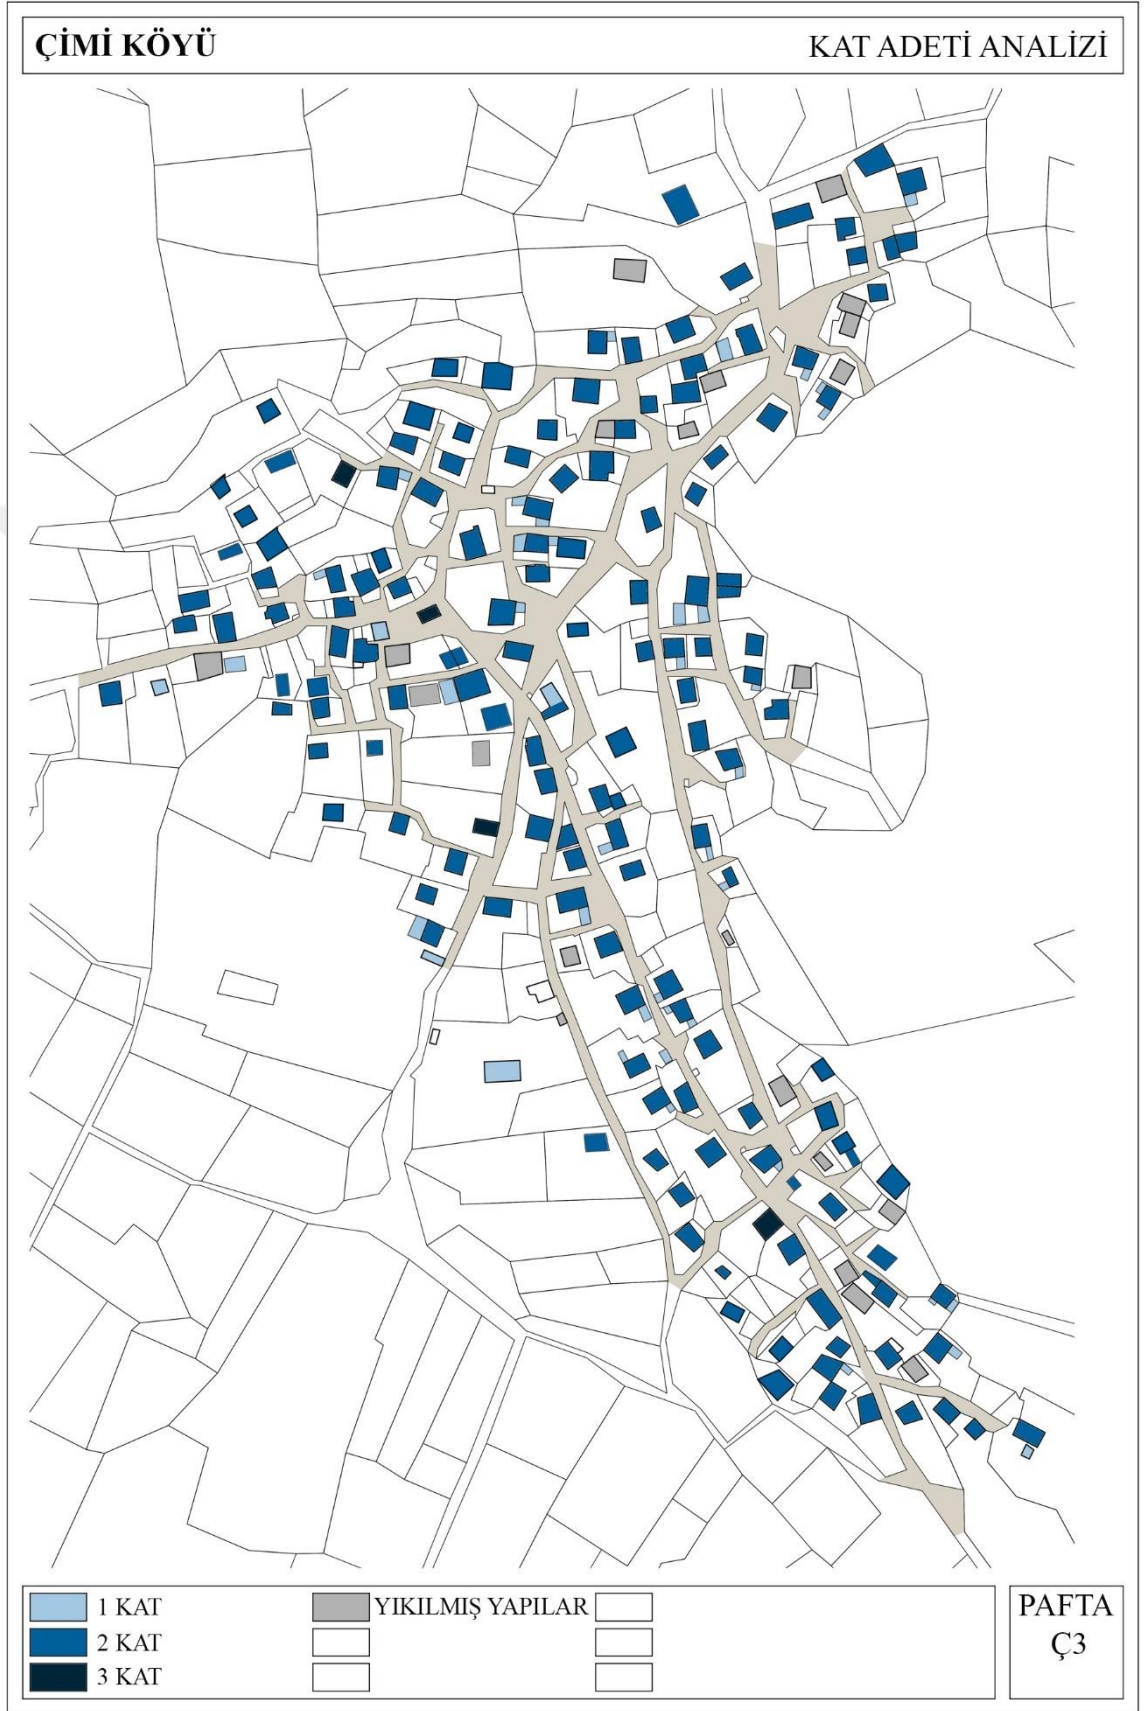 ÇİMİ KÖYÜ
KAT ADETİ ANALİZİ
1 KAT
2 KAT
3 KAT
YIKILMIŞ YAPILAR
PAFTA
Ç3